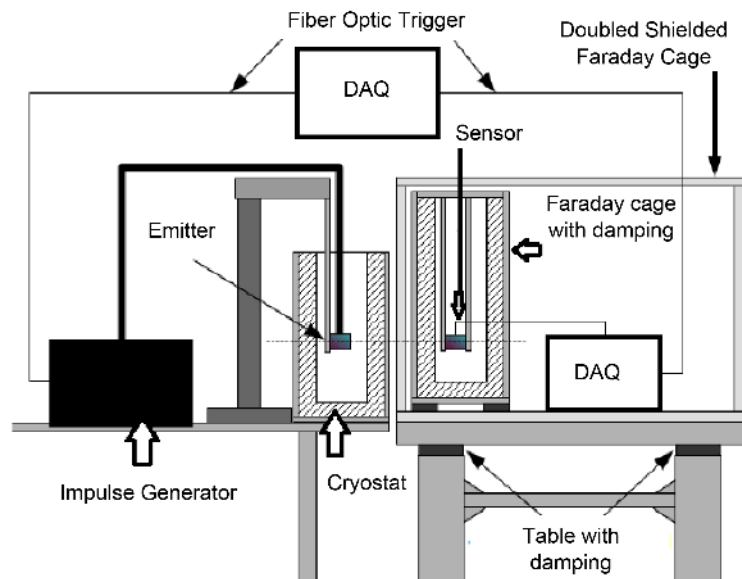 Fiber Optic Trigger
Doubled Shielded
Faraday Cage
DAQ
Sensor
Faraday cage
with damping
Emitter
DAQ
Impulse Generator
Cryostat
Table with
damping